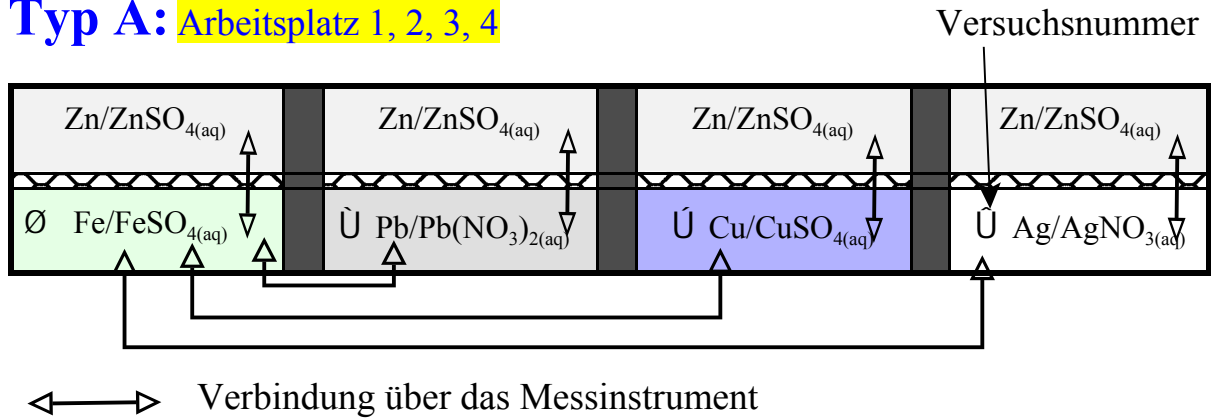 Typ A: Arbeitsplatz 1, 2, 3, 4
Versuchsnummer
Zn/ZnSO4(aq) Zn/ZnSO4(aq) Zn/ZnSO4(aq) Zn/ZnSO4(aq)
Ø Fe/FeSO4(aq) Ù Pb/Pb(NO3)2(aq) Ú Cu/CuSO4(aq) Û Ag/AgNO3(aq)
Verbindung über das Messinstrument